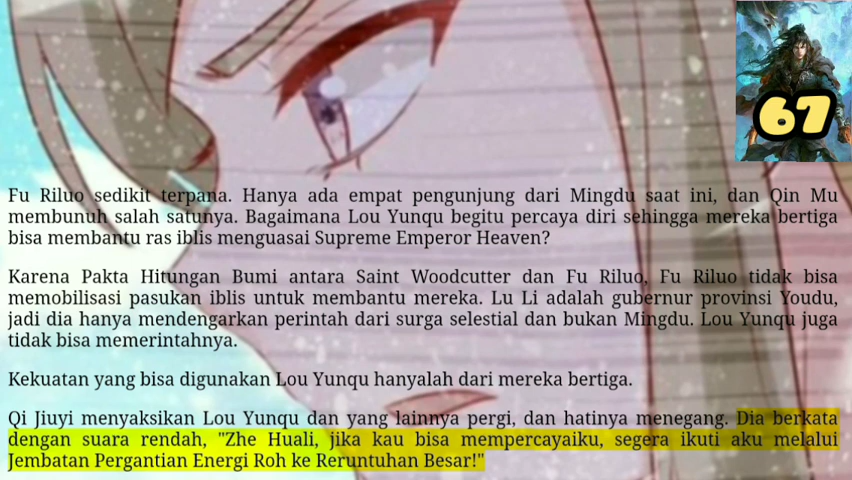 67
Fu Riluo sedikit terpana. Hanya ada empat pengunjung dari Mingdu saat ini, dan Qin Mu
membunuh salah satunya. Bagaimana Lou Yunqu begitu percaya diri sehingga mereka bertiga
bisa membantu ras iblis menguasai Supreme Emperor Heaven?
Karena Pakta Hitungan Bumi antara Saint Woodcutter dan Fu Riluo, Fu Riluo tidak bisa
memobilisasi pasukan iblis untuk membantu mereka. Lu Li adalah gubernur provinsi Youdu,
jadi dia hanya mendengarkan perintah dari surga selestial dan bukan Mingdu. Lou Yunqu juga
tidak bisa memerintahnya.
Kekuatan yang bisa digunakan Lou Yunqu hanyalah dari mereka bertiga.
Qi Jiuyi menyaksikan Lou Yunqu dan yang lainnya pergi, dan hatinya menegang. Dia berkata
dengan suara rendah, "Zhe Huali, jika kau bisa mempercayaiku, segera ikuti aku melalui
Jembatan Pergantian Energi Roh ke Reruntuhan Besar!"